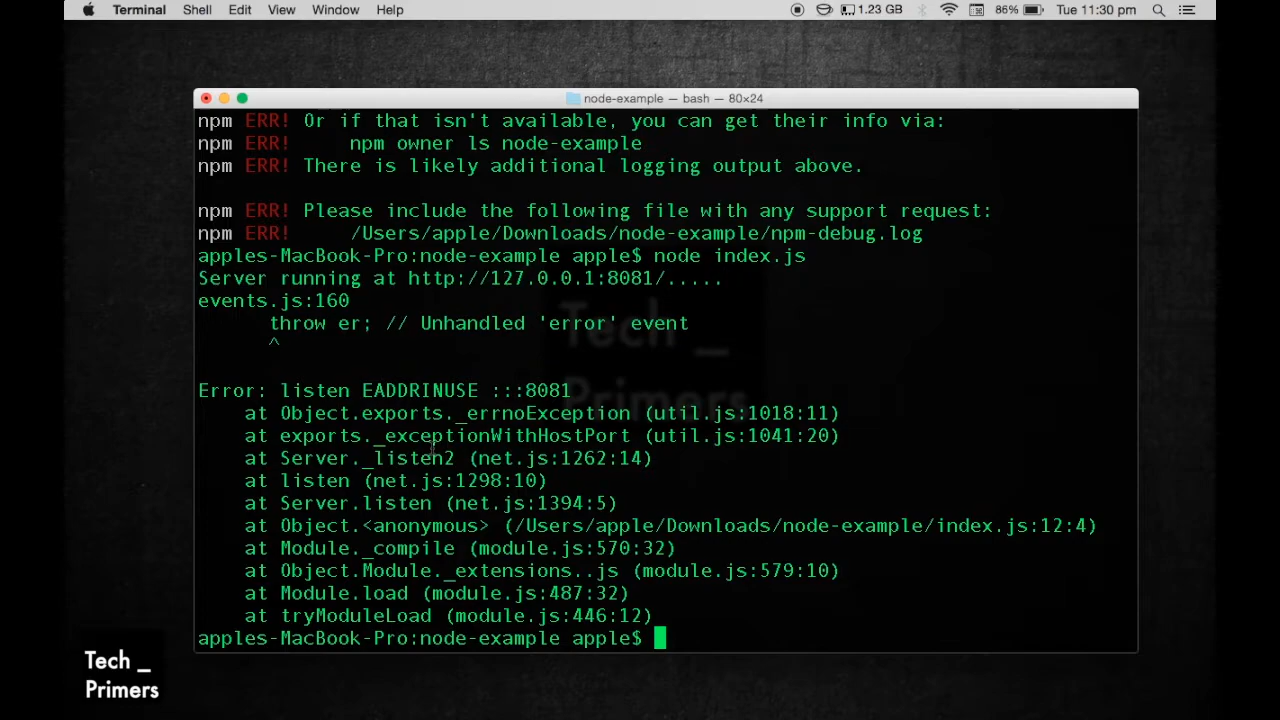 Terminal Shell Edit View Window Help 1.23 GB 86% Tue 11:30 pm
node-example — bash — 80×24
npm ERR! Or if that isn't available, you can get their info via:
npm ERR!     npm owner ls node-example
npm ERR! There is likely additional logging output above.
npm ERR! Please include the following file with any support request:
npm ERR!     /Users/apple/Downloads/node-example/npm-debug.log
apples-MacBook-Pro:node-example apple$ node index.js
Server running at http://127.0.0.1:8081/.....
events.js:160
      throw er; // Unhandled 'error' event
      ^
Error: listen EADDRINUSE :::8081
    at Object.exports._errnoException (util.js:1018:11)
    at exports._exceptionWithHostPort (util.js:1041:20)
    at Server._listen2 (net.js:1262:14)
    at listen (net.js:1298:10)
    at Server.listen (net.js:1394:5)
    at Object.<anonymous> (/Users/apple/Downloads/node-example/index.js:12:4)
    at Module._compile (module.js:570:32)
    at Object.Module._extensions..js (module.js:579:10)
    at Module.load (module.js:487:32)
    at tryModuleLoad (module.js:446:12)
apples-MacBook-Pro:node-example apple$
Tech _
Primers
Tech _
Primers